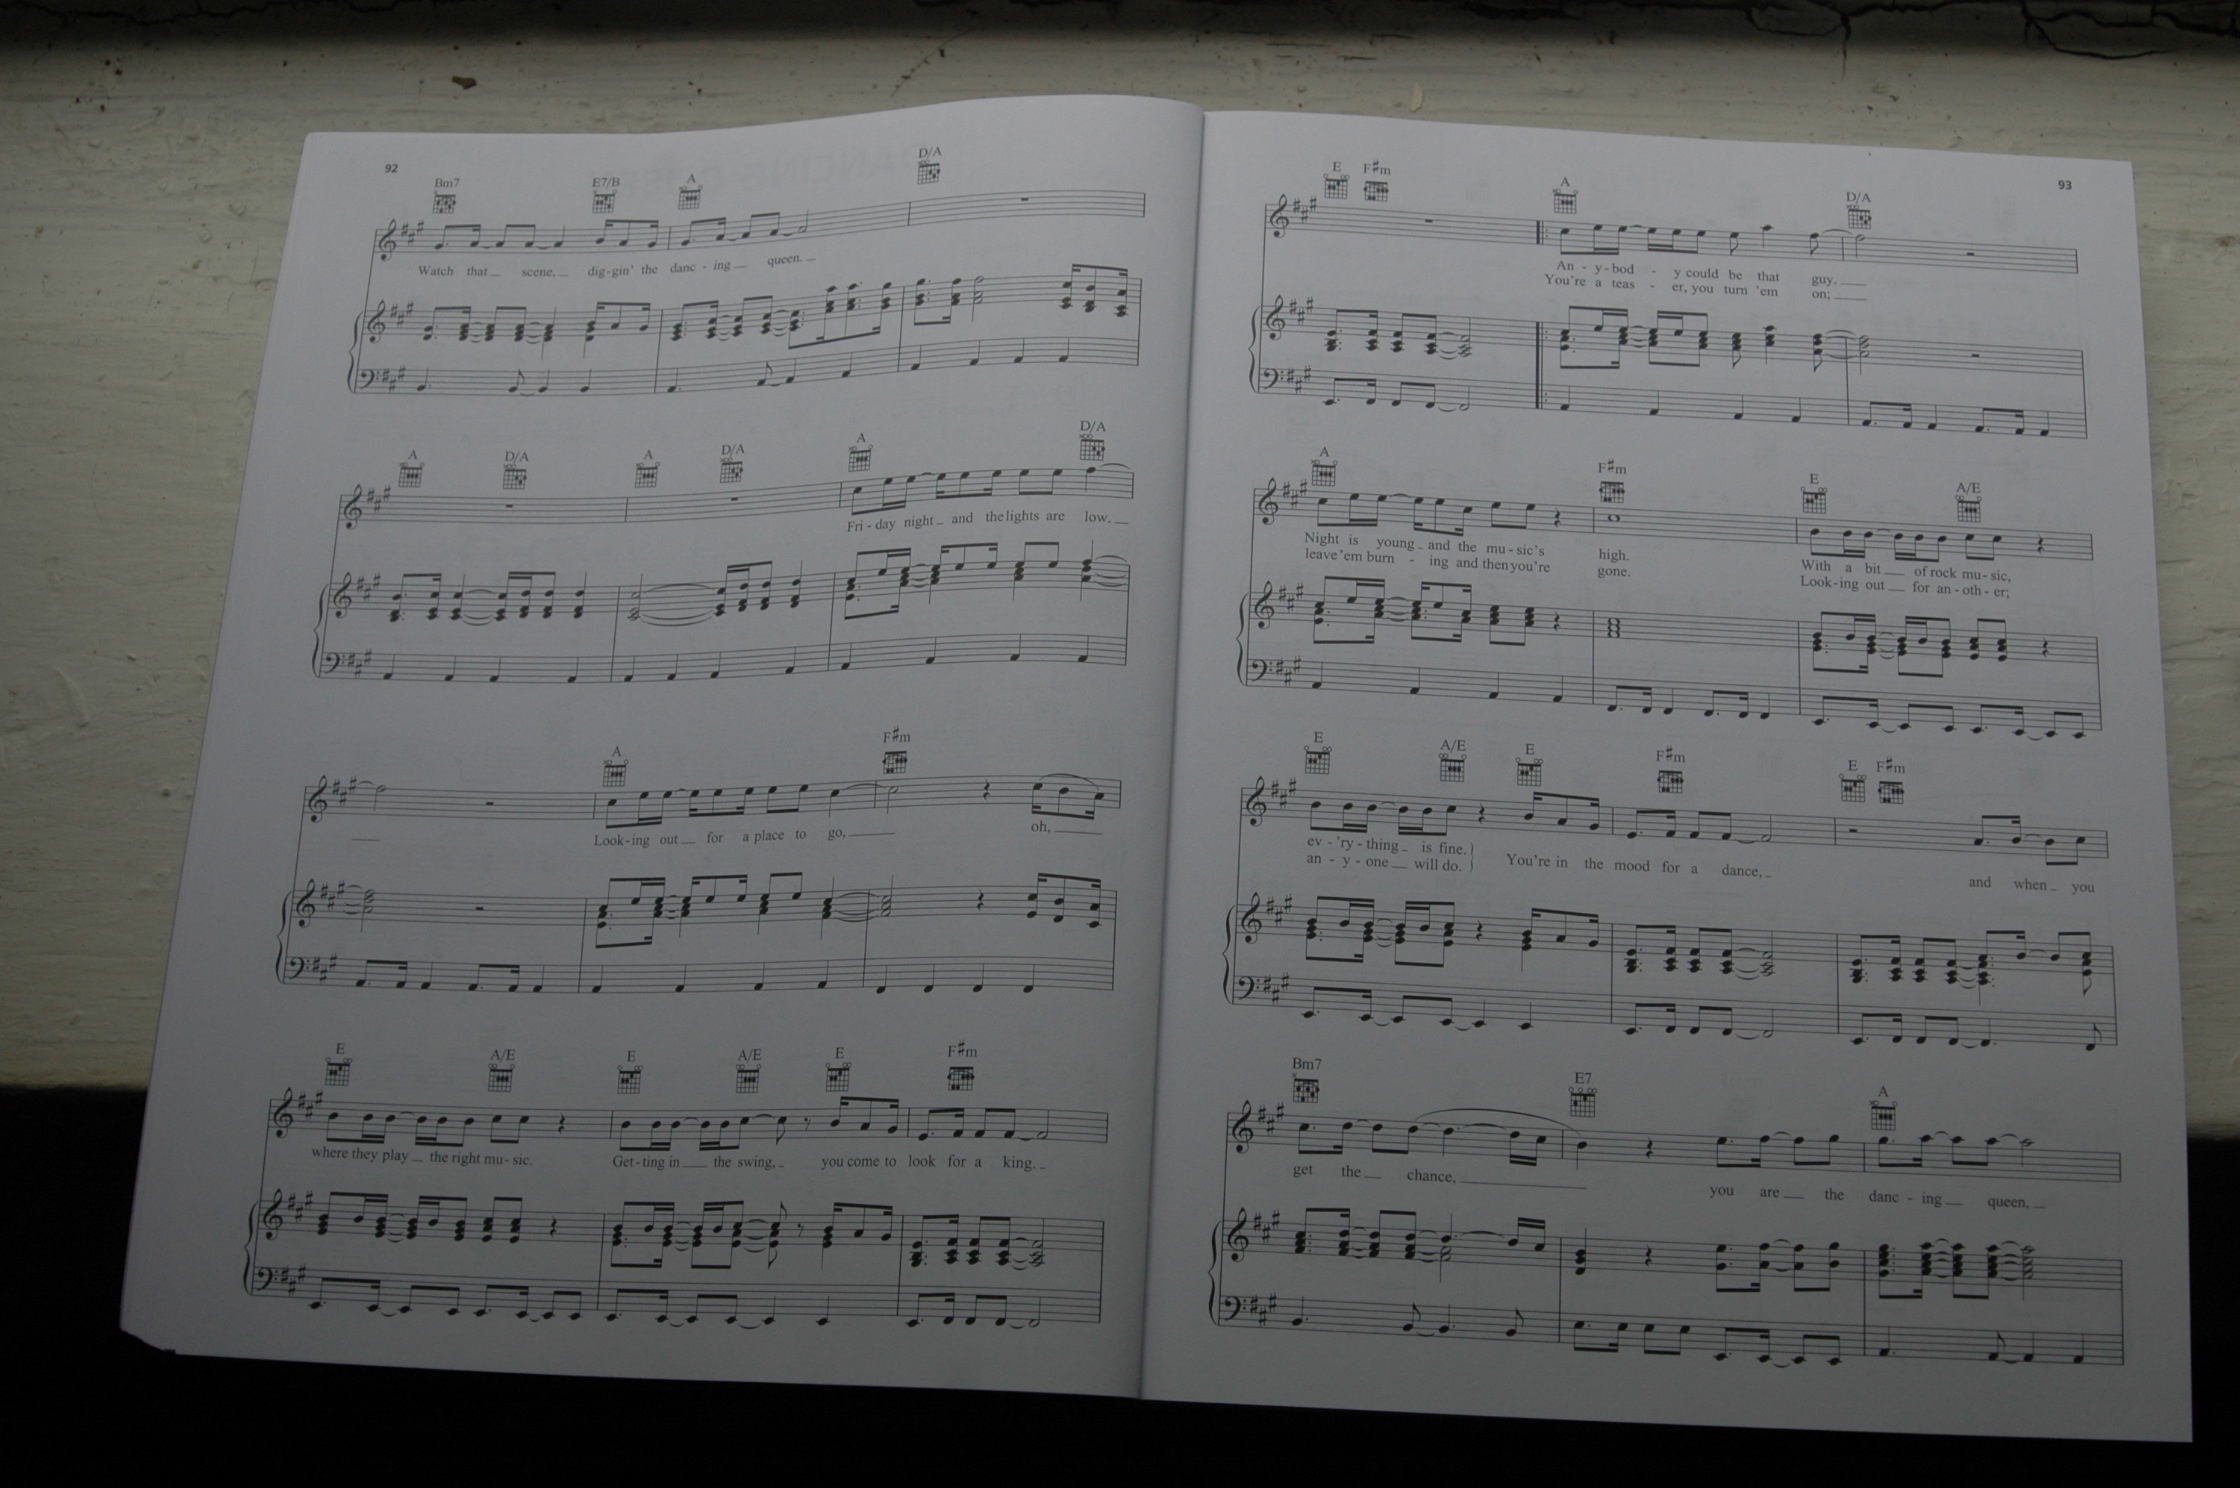 92
Bm7 E7/B A D/A
Watch that scene, dig-gin' the danc - ing queen.
A D/A A D/A A D/A
Fri - day night and the lights are low.
A F#m
Look-ing out for a place to go, oh,
E A/E E A/E E F#m
where they play the right mu-sic. Get-ting in the swing, you come to look for a king.
93
E F#m A D/A
An - y - bod - y could be that guy.
You're a teas - er, you turn 'em on;
A F#m E A/E
Night is young and the mu-sic's high. With a bit of rock mu-sic,
leave 'em burn - ing and then you're gone. Look-ing out for an-oth-er;
E A/E E F#m E F#m
ev-'ry-thing is fine.
an - y - one will do. You're in the mood for a dance, and when you
Bm7 E7 A
get the chance, you are the danc - ing queen,